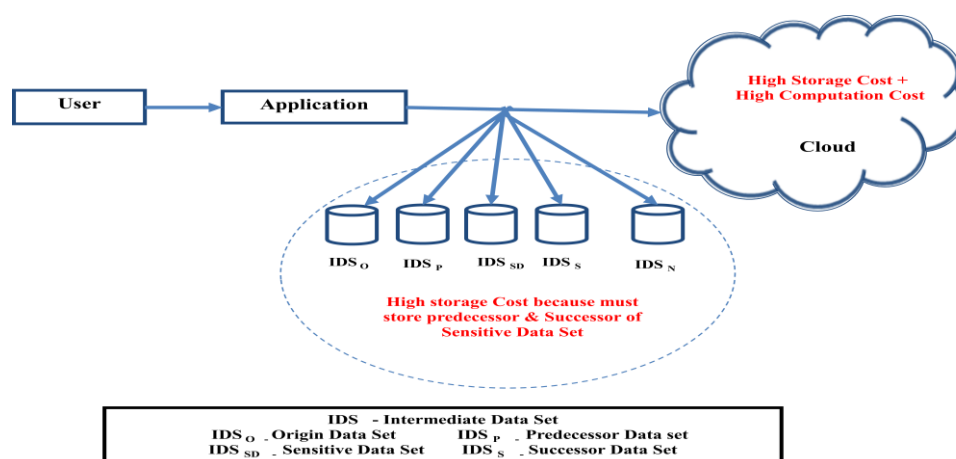 High Storage Cost +
High Computation Cost
User
Application
Cloud
IDS O
IDS P
IDS SD
IDS S
IDS N
High storage Cost because must
store predecessor & Successor of
Sensitive Data Set
IDS - Intermediate Data Set
IDS O - Origin Data Set IDS P - Predecessor Data set
IDS SD - Sensitive Data Set IDS S - Successor Data Set